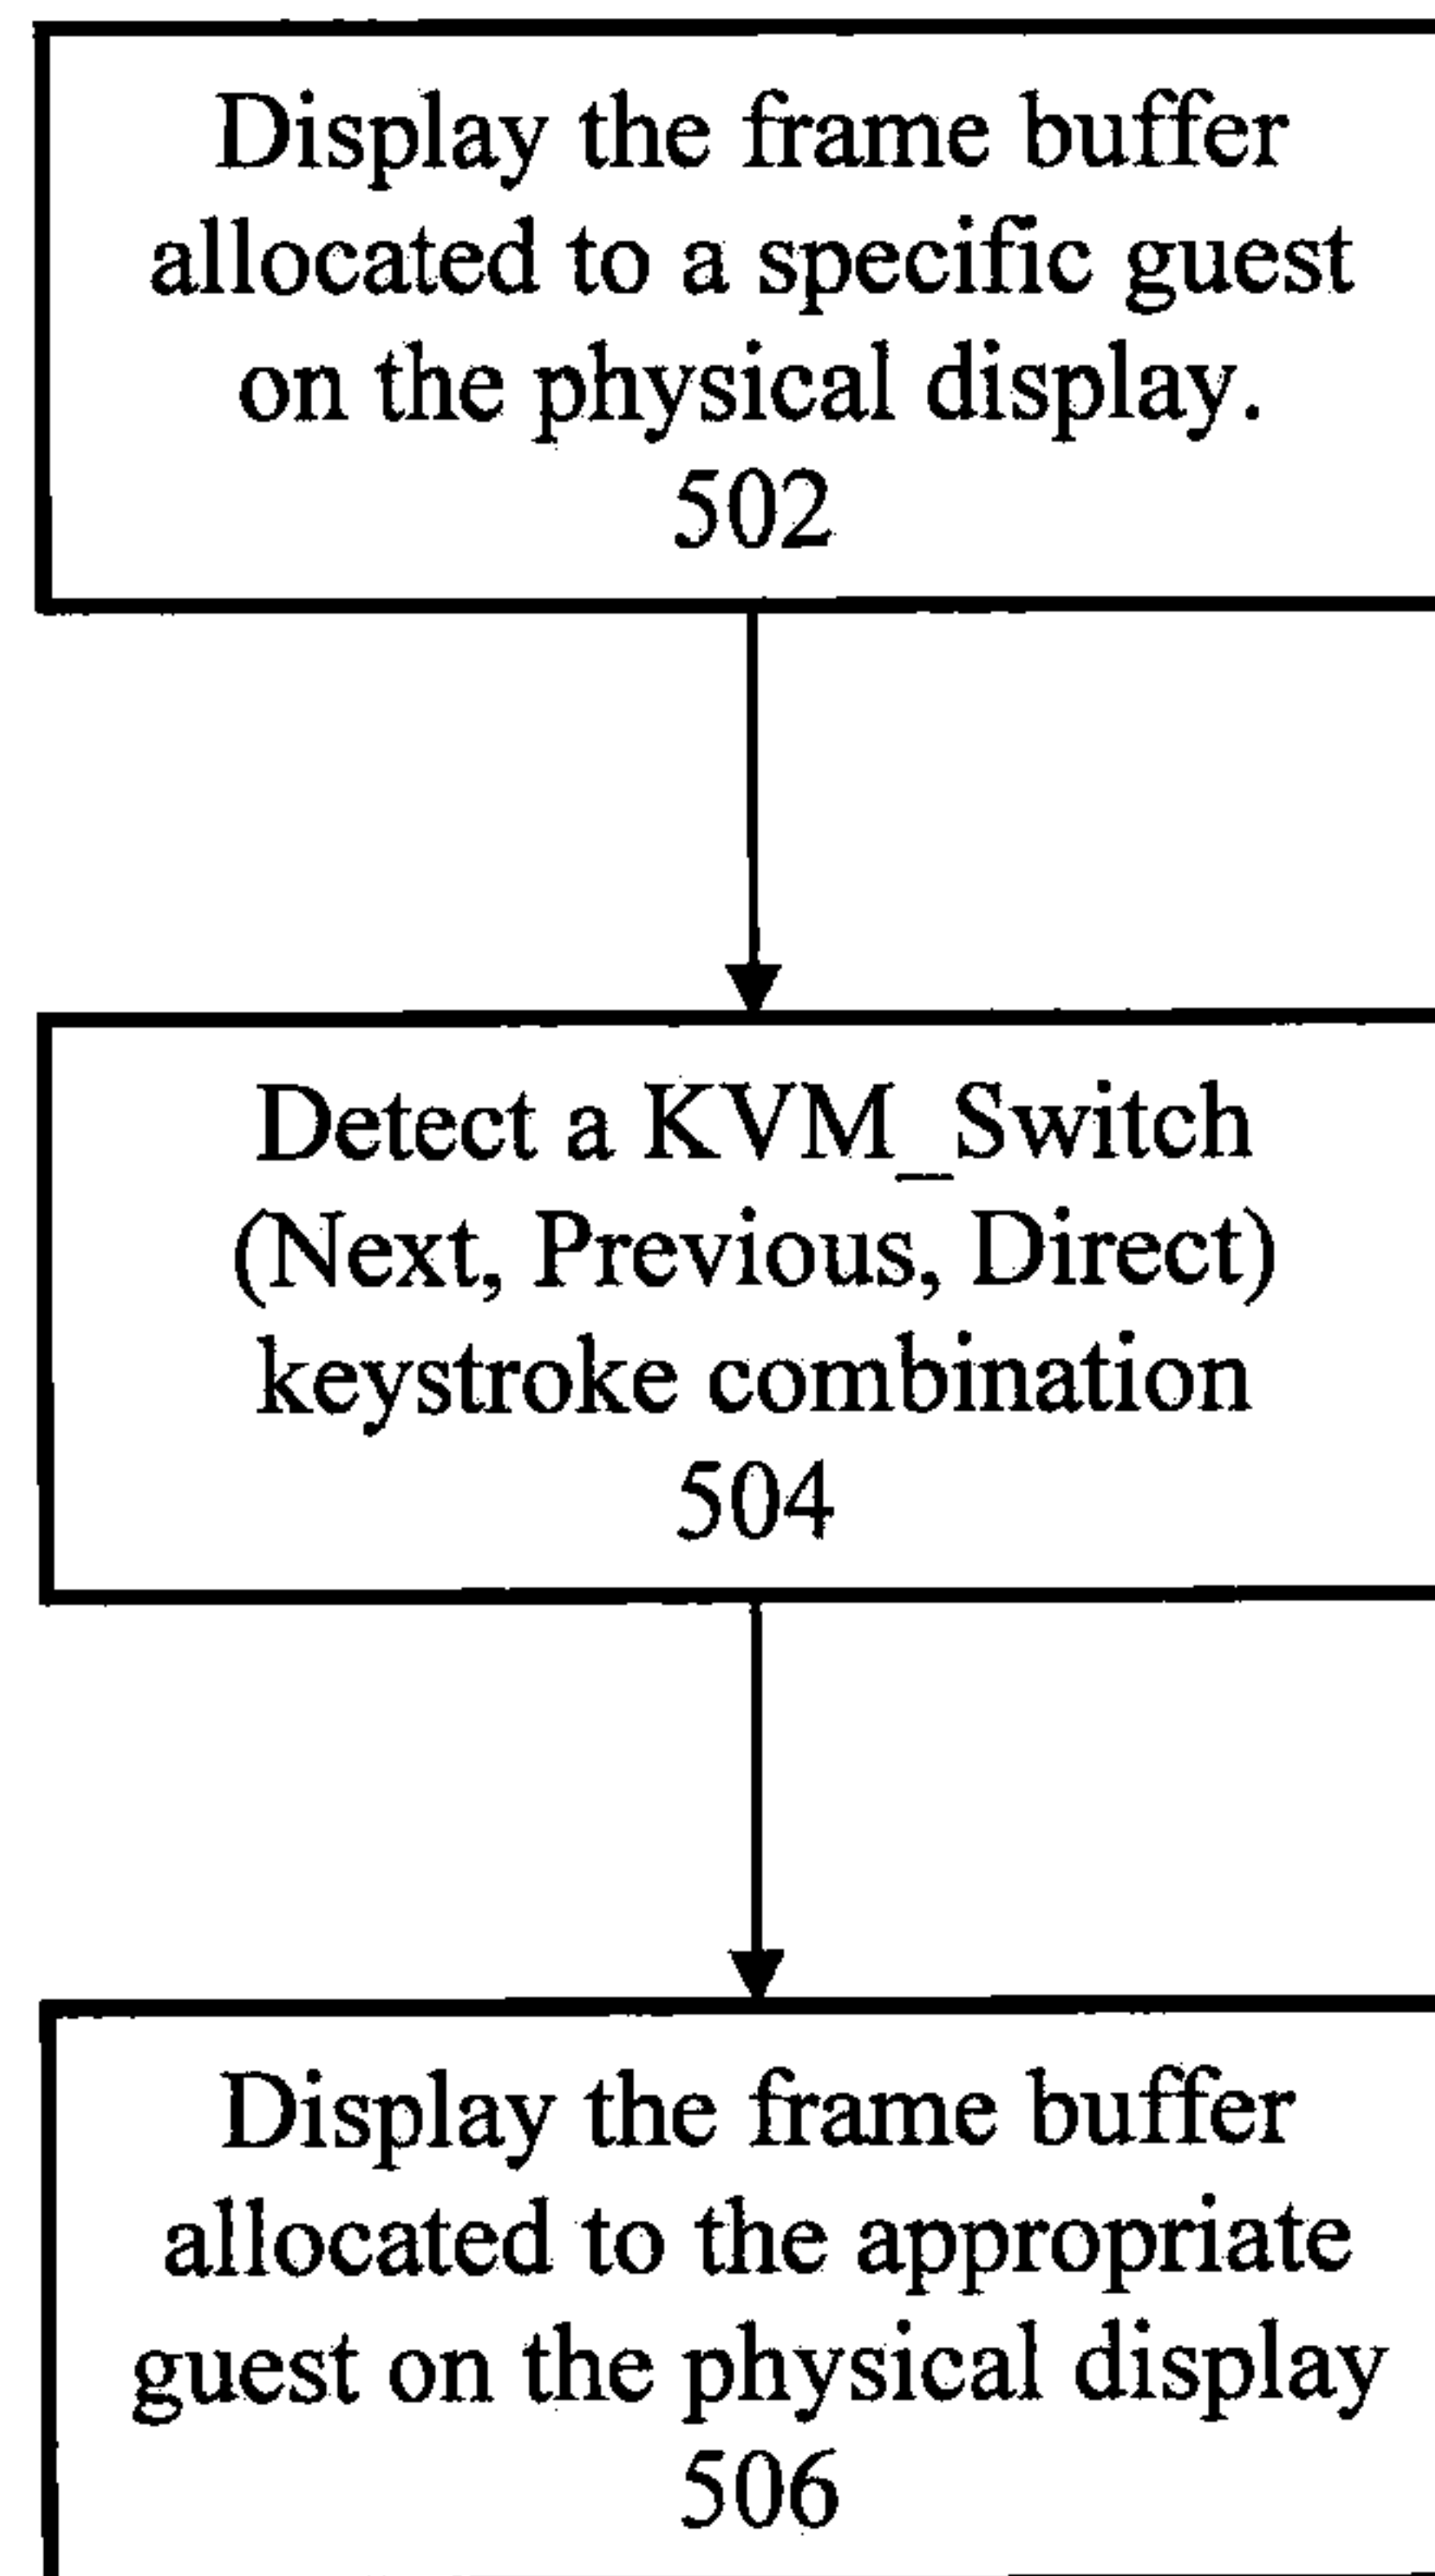 Display the frame buffer
allocated to a specific guest
on the physical display.
502
Detect a KVM_Switch
(Next, Previous, Direct)
keystroke combination
504
Display the frame buffer
allocated to the appropriate
guest on the physical display
506